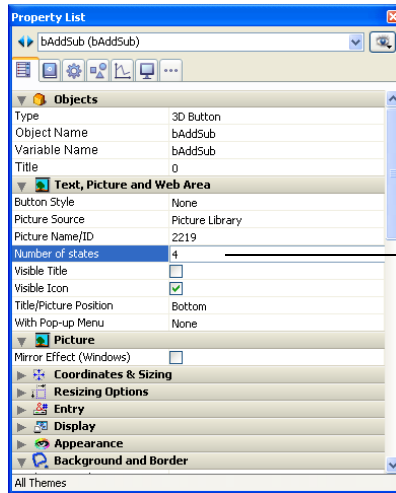 Property List
bAddSub (bAddSub)
Objects
Type 3D Button
Object Name bAddSub
Variable Name bAddSub
Title 0
Text, Picture and Web Area
Button Style None
Picture Source Picture Library
Picture Name/ID 2219
Number of states 4
Visible Title
Visible Icon
Title/Picture Position Bottom
With Pop-up Menu None
Picture
Mirror Effect (Windows)
Coordinates & Sizing
Resizing Options
Entry
Display
Appearance
Background and Border
All Themes